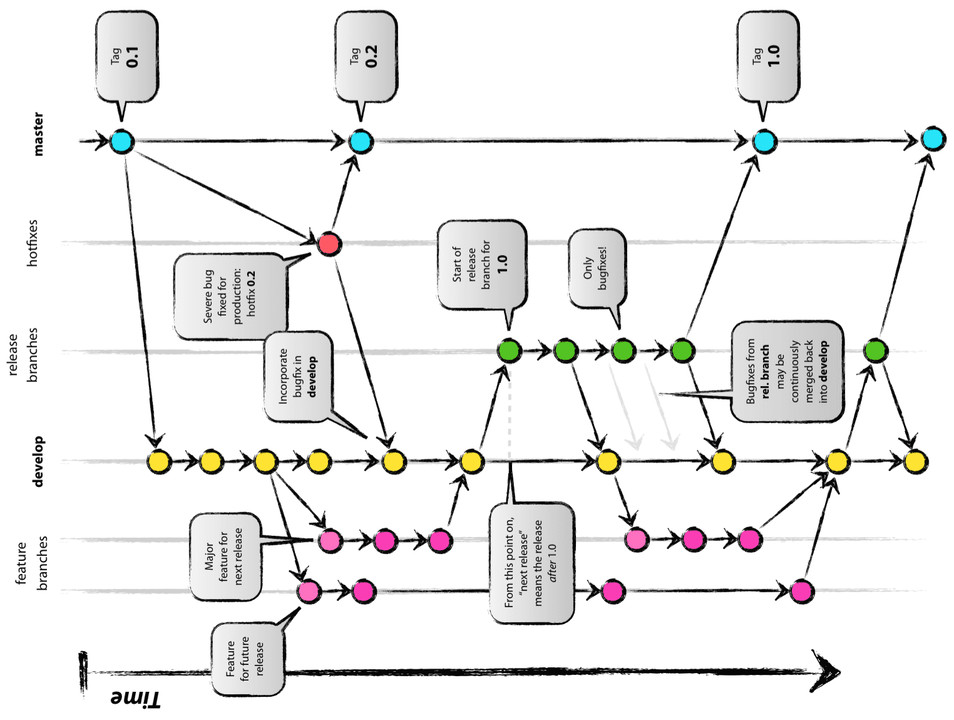 feature
branches
develop
release
branches
hotfixes
master
Time
Tag
0.1
Tag
0.2
Tag
1.0
Severe bug
fixed for
production:
hotfix 0.2
Incorporate
bugfix in
develop
Start of
release
branch for
1.0
Only
bugfixes!
Major
feature for
next release
Feature
for future
release
From this point on,
“next release”
means the release
after 1.0
Bugfixes from
rel. branch
may be
continuously
merged back
into develop